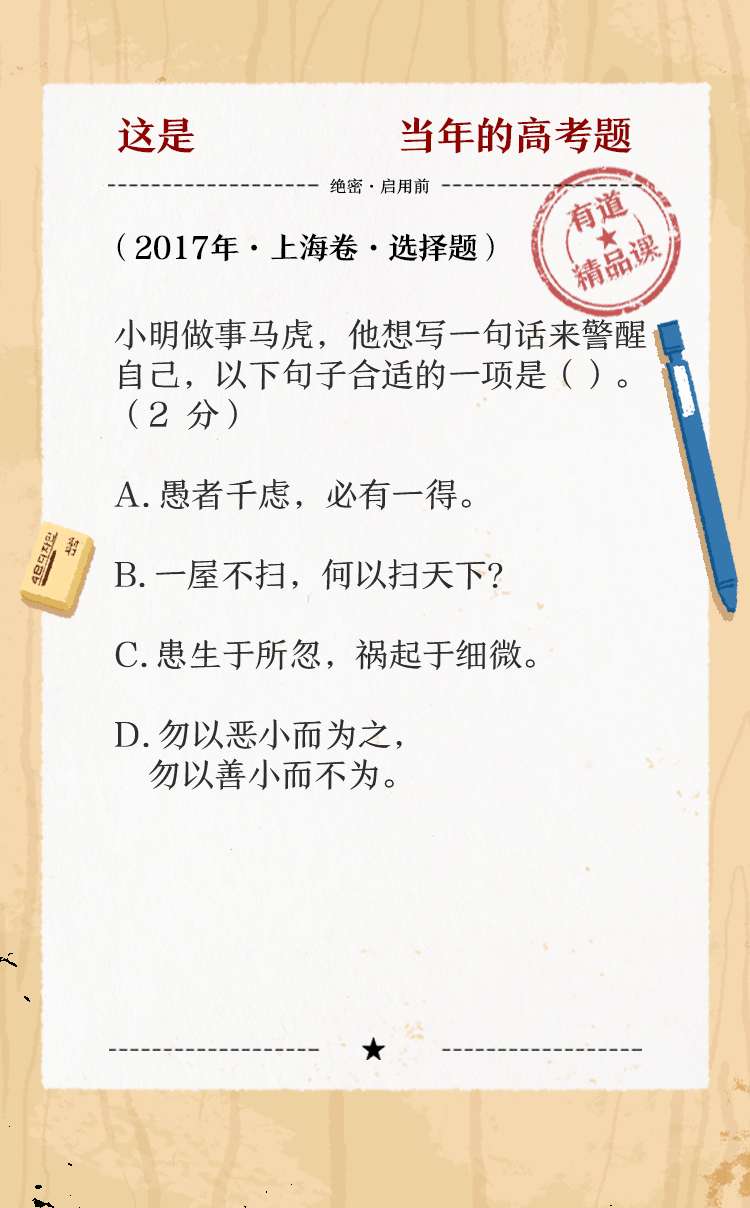 这是 当年的高考题
绝密·启用前
有道
精品课
（2017年·上海卷·选择题）
小明做事马虎，他想写一句话来警醒
自己，以下句子合适的一项是（）。
（2 分）
A. 愚者千虑，必有一得。
B. 一屋不扫，何以扫天下？
C. 患生于所忽，祸起于细微。
D. 勿以恶小而为之，
勿以善小而不为。